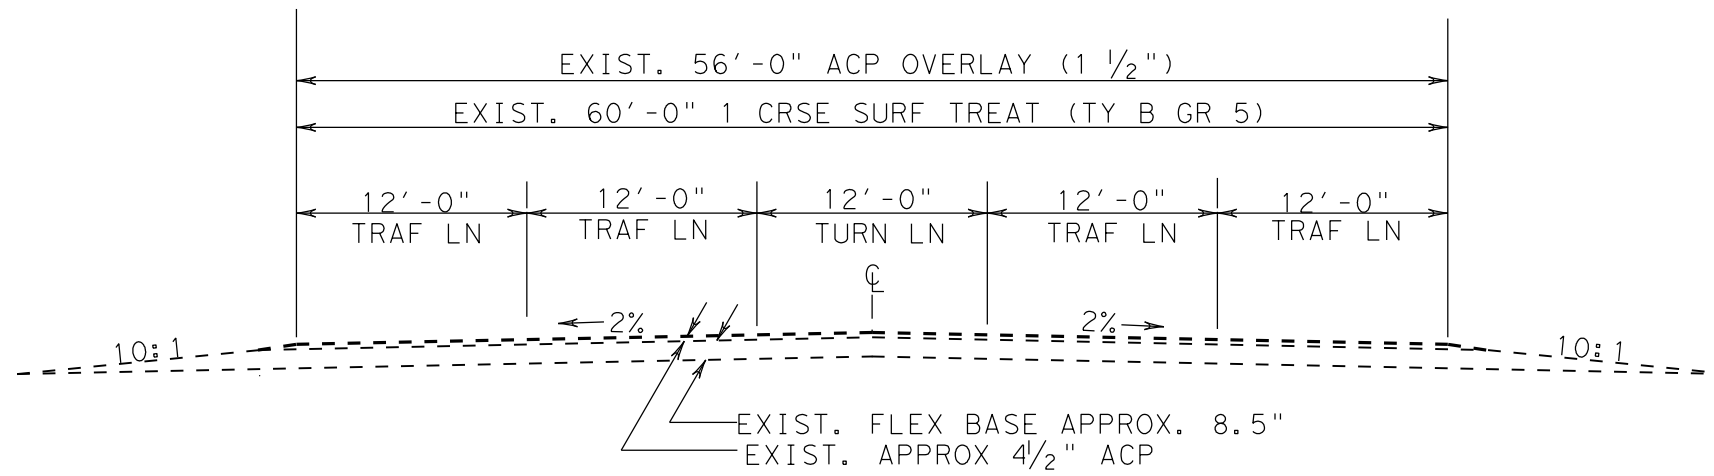 EXIST. 56'-0" ACP OVERLAY (1 1/2")
EXIST. 60'-0" 1 CRSE SURF TREAT (TY B GR 5)
12'-0" 12'-0" 12'-0" 12'-0" 12'-0"
TRAF LN TRAF LN TURN LN TRAF LN TRAF LN
℄
2% 2%
10:1 10:1
EXIST. FLEX BASE APPROX. 8.5"
EXIST. APPROX 4 1/2" ACP